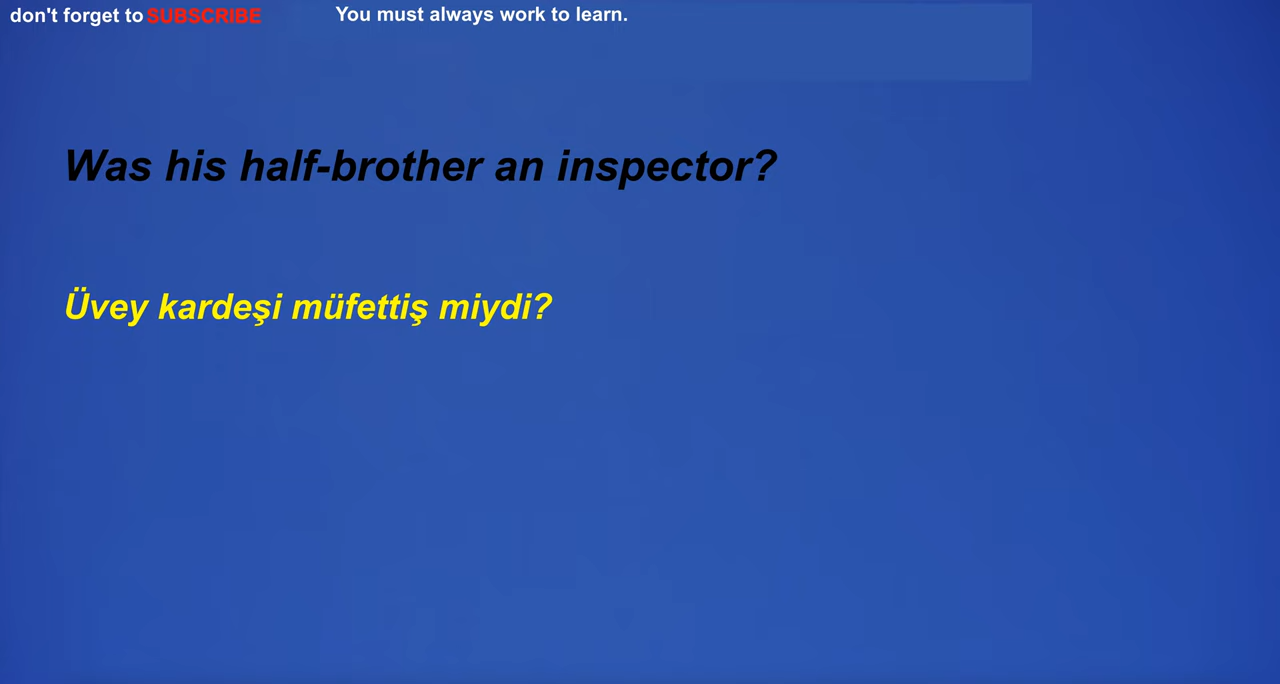 don't forget to SUBSCRIBE You must always work to learn.
Was his half-brother an inspector?
Üvey kardeşi müfettiş miydi?